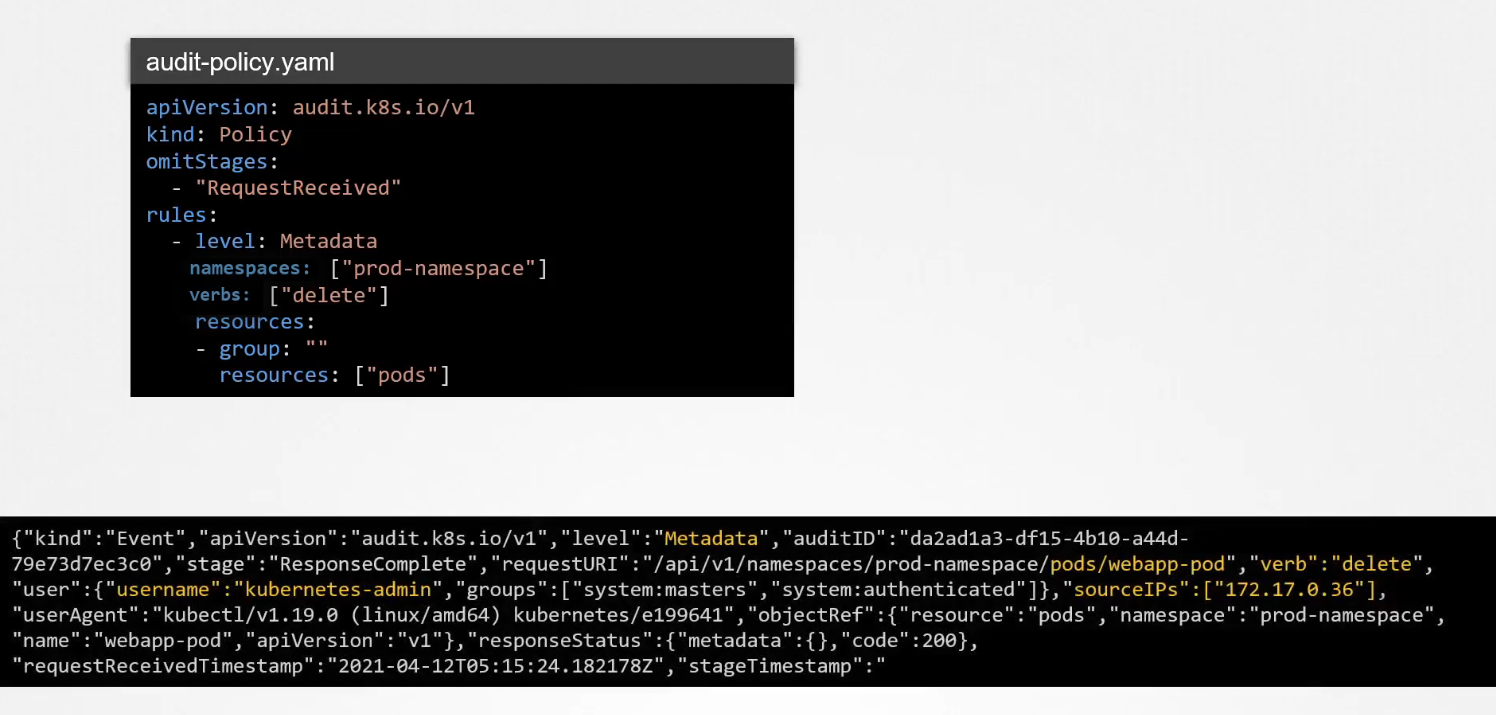 audit-policy.yaml
apiVersion: audit.k8s.io/v1
kind: Policy
omitStages:
  - "RequestReceived"
rules:
  - level: Metadata
    namespaces: ["prod-namespace"]
    verbs: ["delete"]
    resources:
    - group: ""
      resources: ["pods"]
{"kind":"Event","apiVersion":"audit.k8s.io/v1","level":"Metadata","auditID":"da2ad1a3-df15-4b10-a44d-
79e73d7ec3c0","stage":"ResponseComplete","requestURI":"/api/v1/namespaces/prod-namespace/pods/webapp-pod","verb":"delete",
"user":{"username":"kubernetes-admin","groups":["system:masters","system:authenticated"]},"sourceIPs":["172.17.0.36"],
"userAgent":"kubectl/v1.19.0 (linux/amd64) kubernetes/e199641","objectRef":{"resource":"pods","namespace":"prod-namespace",
"name":"webapp-pod","apiVersion":"v1"},"responseStatus":{"metadata":{},"code":200},
"requestReceivedTimestamp":"2021-04-12T05:15:24.182178Z","stageTimestamp":"